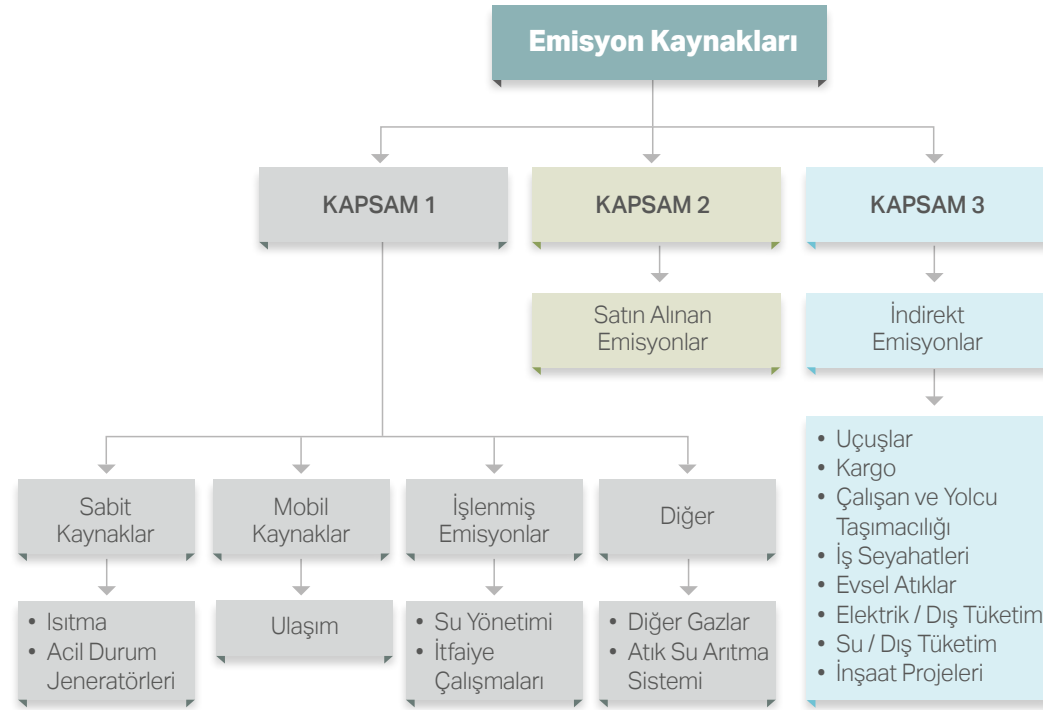 Emisyon Kaynakları
KAPSAM 1
KAPSAM 2
KAPSAM 3
Satın Alınan
Emisyonlar
İndirekt
Emisyonlar
Sabit
Kaynaklar
Mobil
Kaynaklar
İşlenmiş
Emisyonlar
Diğer
• Isıtma
• Acil Durum
Jeneratörleri
Ulaşım
• Su Yönetimi
• İtfaiye
Çalışmaları
• Diğer Gazlar
• Atık Su Arıtma
Sistemi
• Uçuşlar
• Kargo
• Çalışan ve Yolcu
Taşımacılığı
• İş Seyahatleri
• Evsel Atıklar
• Elektrik / Dış Tüketim
• Su / Dış Tüketim
• İnşaat Projeleri